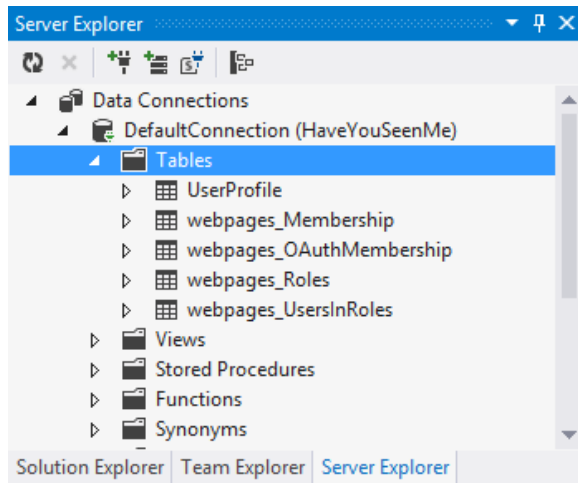 Server Explorer
Data Connections
DefaultConnection (HaveYouSeenMe)
Tables
UserProfile
webpages_Membership
webpages_OAuthMembership
webpages_Roles
webpages_UsersInRoles
Views
Stored Procedures
Functions
Synonyms
Solution Explorer Team Explorer Server Explorer